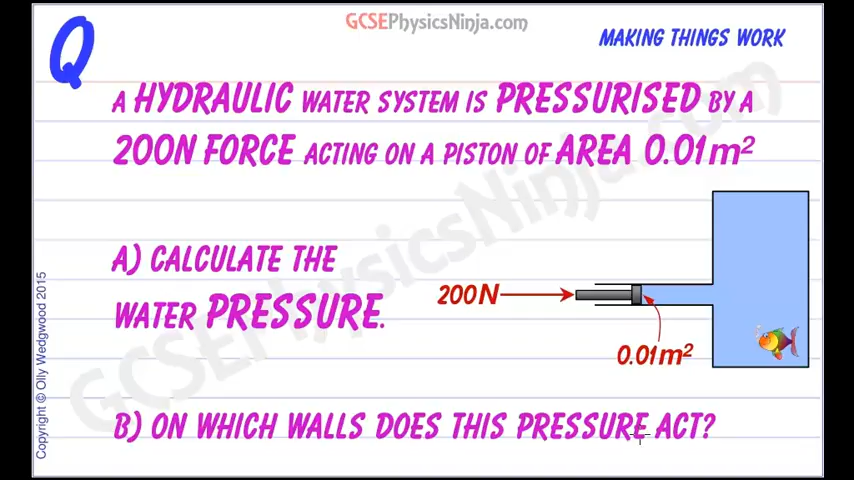 GCSEPhysicsNinja.com
MAKING THINGS WORK
Q
A HYDRAULIC WATER SYSTEM IS PRESSURISED BY A
200N FORCE ACTING ON A PISTON OF AREA 0.01m²
A) CALCULATE THE
WATER PRESSURE.
200N
0.01m²
B) ON WHICH WALLS DOES THIS PRESSURE ACT?
Copyright © Olly Wedgwood 2015
GCSEPhysicsNinja.com